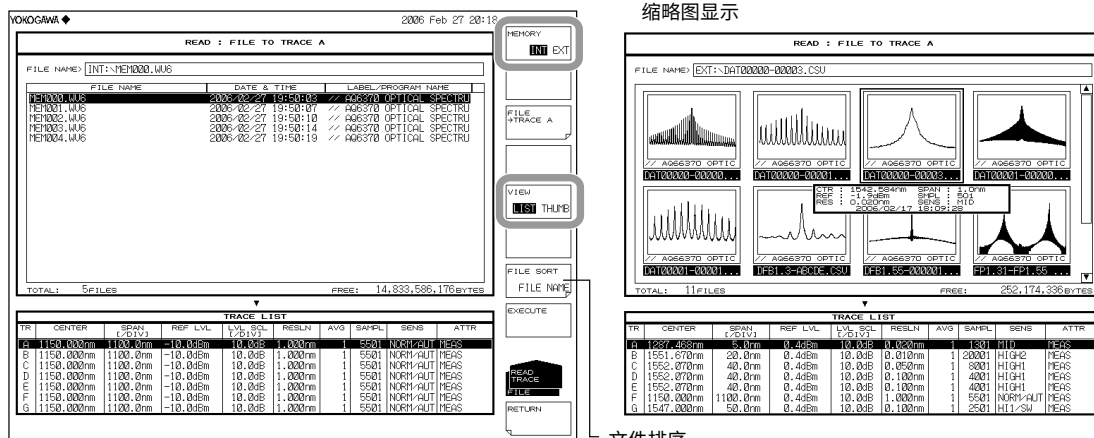 YOKOGAWA ◆
2006 Feb 27 20:18
READ : FILE TO TRACE A
FILE NAME> INT:\MEM000.WV6
FILE NAME DATE & TIME LABEL/PROGRAM NAME
MEM000.WV6 2006/02/27 19:50:03 // AQ6370 OPTICAL SPECTRU
MEM001.WV6 2006/02/27 19:50:07 // AQ6370 OPTICAL SPECTRU
MEM002.WV6 2006/02/27 19:50:10 // AQ6370 OPTICAL SPECTRU
MEM003.WV6 2006/02/27 19:50:14 // AQ6370 OPTICAL SPECTRU
MEM004.WV6 2006/02/27 19:50:19 // AQ6370 OPTICAL SPECTRU
TOTAL: 5FILES FREE: 14,833,586,176BYTES
TRACE LIST
TR CENTER SPAN [/DIV] REF LVL LVL SCL [/DIV] RESLN AVG SAMPL SENS ATTR
A 1150.000nm 1100.0nm -10.0dBm 10.0dB 1.000nm 1 5501 NORM/AUT MEAS
B 1150.000nm 1100.0nm -10.0dBm 10.0dB 1.000nm 1 5501 NORM/AUT MEAS
C 1150.000nm 1100.0nm -10.0dBm 10.0dB 1.000nm 1 5501 NORM/AUT MEAS
D 1150.000nm 1100.0nm -10.0dBm 10.0dB 1.000nm 1 5501 NORM/AUT MEAS
E 1150.000nm 1100.0nm -10.0dBm 10.0dB 1.000nm 1 5501 NORM/AUT MEAS
F 1150.000nm 1100.0nm -10.0dBm 10.0dB 1.000nm 1 5501 NORM/AUT MEAS
G 1150.000nm 1100.0nm -10.0dBm 10.0dB 1.000nm 1 5501 NORM/AUT MEAS
MEMORY
INT EXT
FILE
→TRACE A
VIEW
LIST THUMB
FILE SORT
FILE NAME
EXECUTE
READ
TRACE
FILE
RETURN
文件排序
缩略图显示
READ : FILE TO TRACE A
FILE NAME> EXT:\DAT00000-00003.CSV
// AQ66370 OPTIC // AQ66370 OPTIC // AQ66370 OPTIC // AQ66370 OPTIC
DAT00000-00000... DAT00000-00001... DAT00000-00003... DAT00001-00000...
CTR : 1542.584nm SPAN : 1.0nm
REF : -1.9dBm SMPL : 501
RES : 0.020nm SENS : MID
2006/02/17 18:09:28
// AQ66370 OPTIC // AQ66370 OPTIC // AQ66370 OPTIC // AQ66370 OPTIC
DAT00001-00001... DFB1.3-ABCDE.CSV DFB1.55-000001... FP1.31-FP1.55 ...
TOTAL: 11FILES FREE: 252,174,336BYTES
TRACE LIST
TR CENTER SPAN [/DIV] REF LVL LVL SCL [/DIV] RESLN AVG SAMPL SENS ATTR
A 1287.468nm 5.0nm 0.4dBm 10.0dB 0.020nm 1 1301 MID MEAS
B 1551.670nm 20.0nm 0.4dBm 10.0dB 0.010nm 1 20001 HIGH2 MEAS
C 1552.070nm 40.0nm 0.4dBm 10.0dB 0.050nm 1 8001 HIGH1 MEAS
D 1552.070nm 40.0nm 0.4dBm 10.0dB 0.100nm 1 4001 HIGH1 MEAS
E 1552.070nm 40.0nm 0.4dBm 10.0dB 0.100nm 1 4001 HIGH1 MEAS
F 1150.000nm 1100.0nm 0.4dBm 10.0dB 1.000nm 1 5501 NORM/AUT MEAS
G 1547.000nm 50.0nm 0.4dBm 10.0dB 0.100nm 1 2501 HI1/SW MEAS